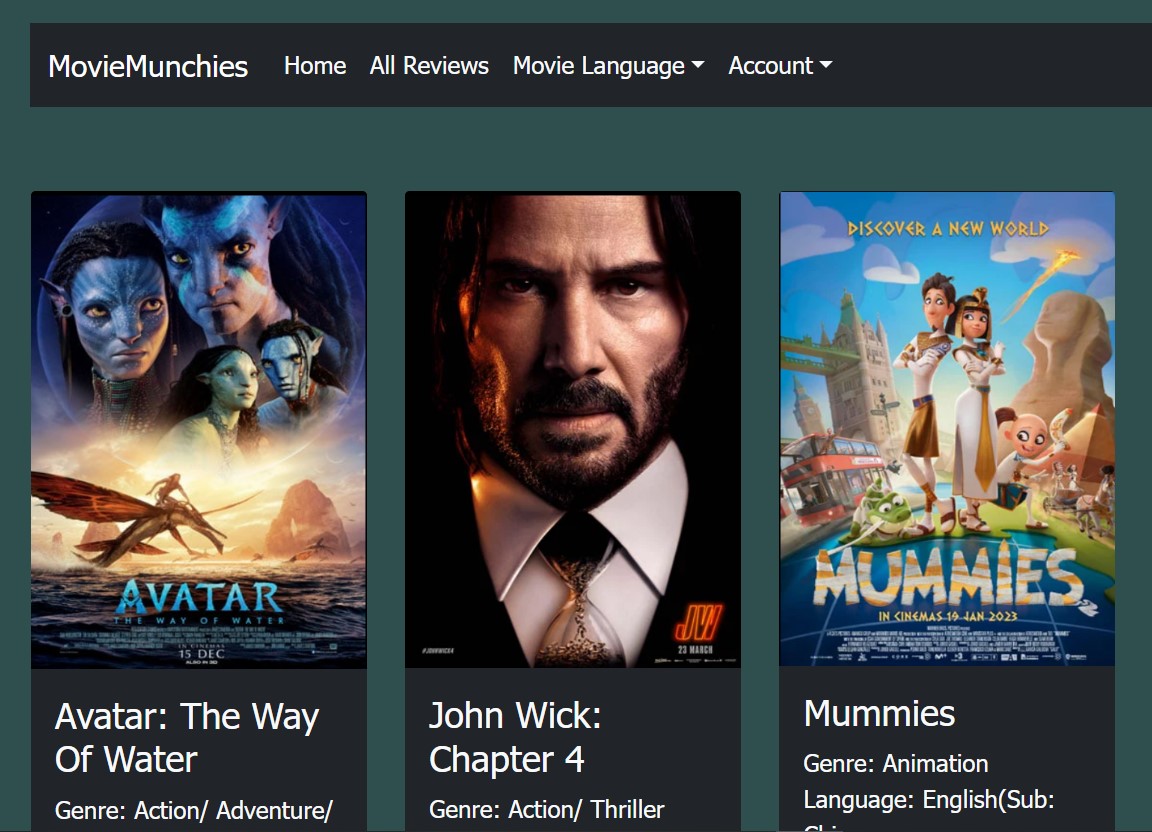 MovieMunchies Home All Reviews Movie Language Account
AVATAR
THE WAY OF WATER
IN CINEMAS
15 DEC
ALSO IN 3D
#JOHNWICK4
JW
23 MARCH
DISCOVER A NEW WORLD
MUMMIES
IN CINEMAS 19 JAN 2023
Avatar: The Way
Of Water
Genre: Action/ Adventure/
John Wick:
Chapter 4
Genre: Action/ Thriller
Mummies
Genre: Animation
Language: English(Sub: